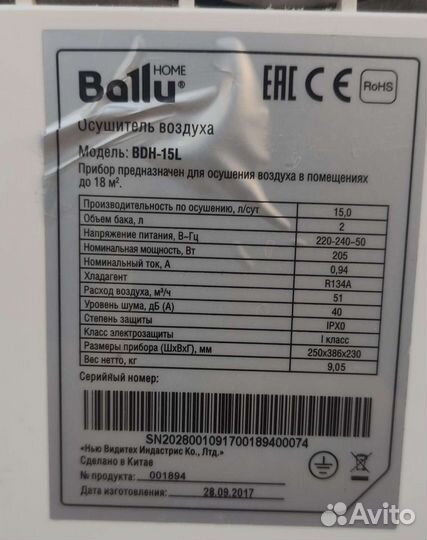 Ballu® HOME
EAC CE RoHS
Осушитель воздуха
Модель: BDH-15L
Прибор предназначен для осушения воздуха в помещениях
до 18 м².
Производительность по осушению, л/сут 15,0
Объем бака, л 2
Напряжение питания, В~Гц 220-240~50
Номинальная мощность, Вт 205
Номинальный ток, А 0,94
Хладагент R134A
Расход воздуха, м³/ч 51
Уровень шума, дБ (А) 40
Степень защиты IPX0
Класс электрозащиты I класс
Размеры прибора (ШхВхГ), мм 250x386x230
Вес нетто, кг 9,05
Серийный номер:
SN2028001091700189400074
«Нью Видитех Индастрис Ко., Лтд.»
Сделано в Китае
№ продукта: 001894
Дата изготовления: 28.09.2017
Avito